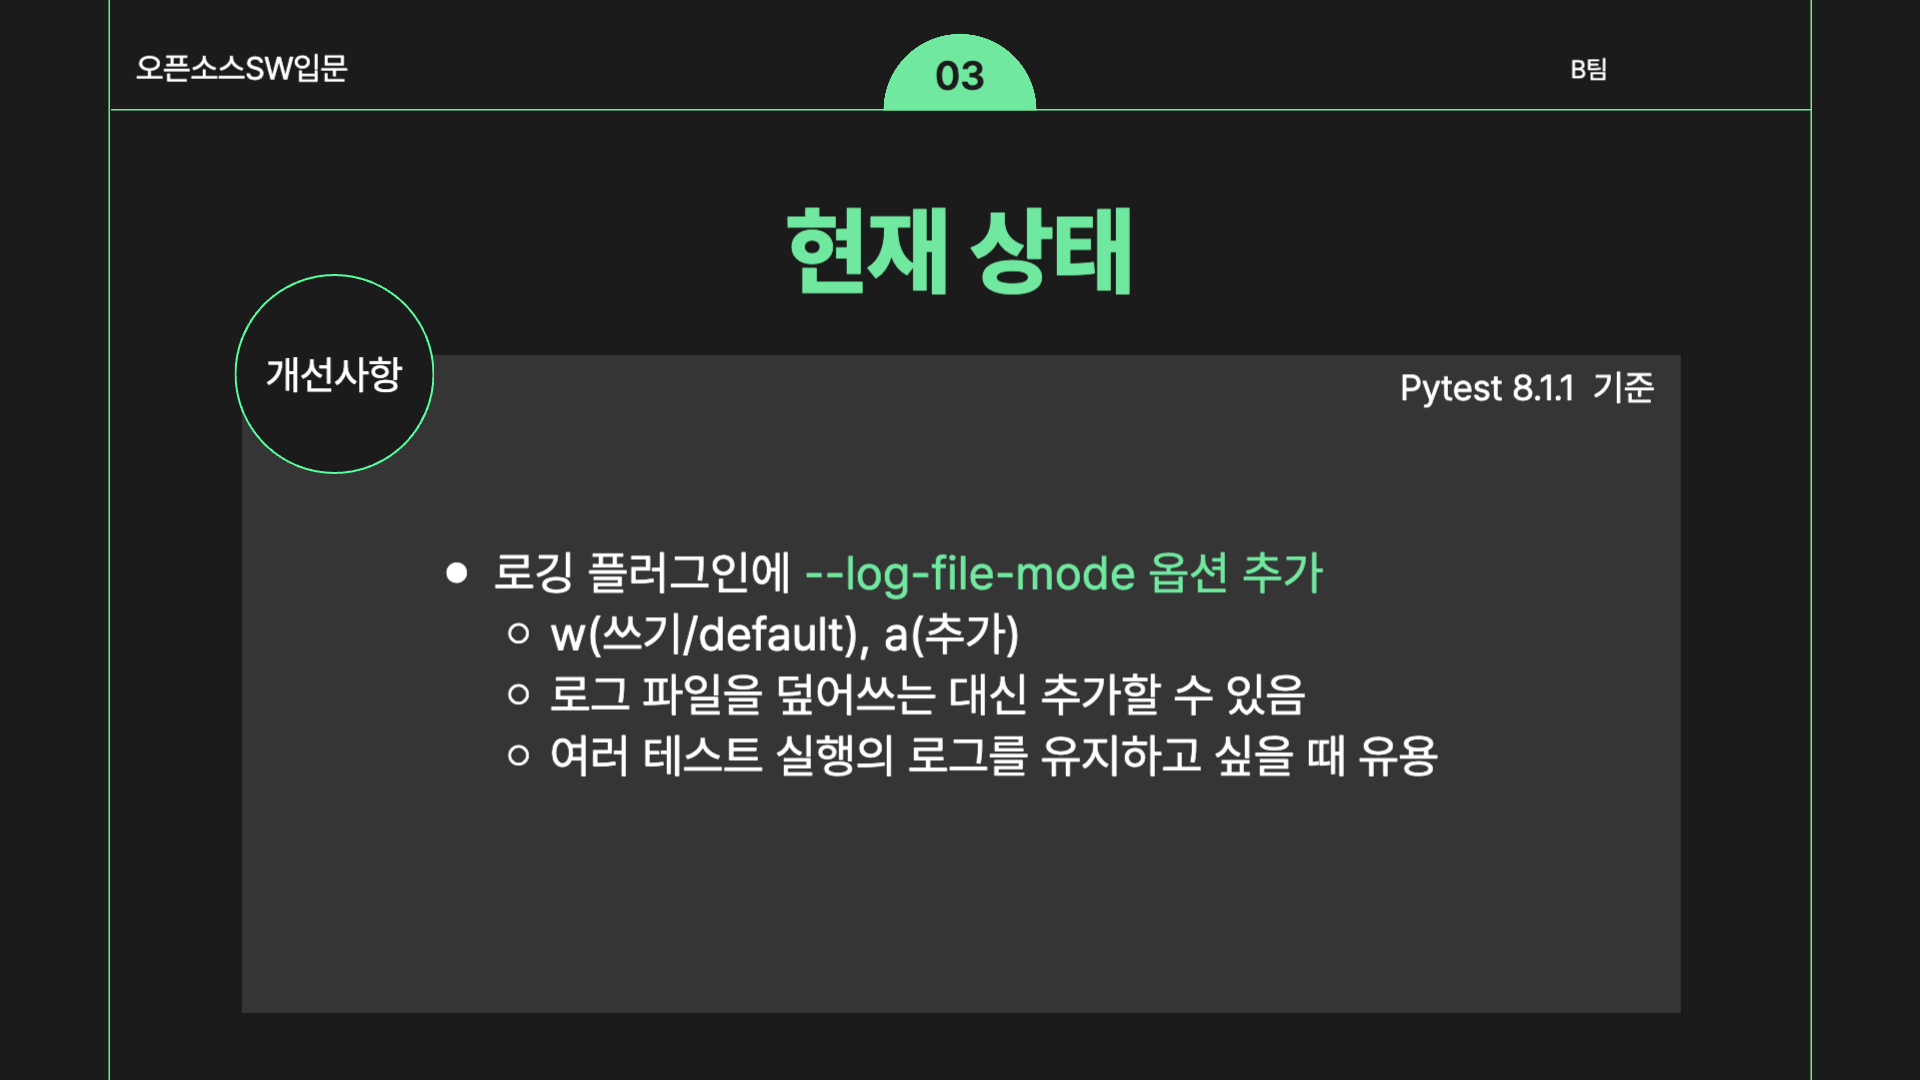 오픈소스SW입문
03
B팀
현재 상태
개선사항
Pytest 8.1.1 기준
● 로깅 플러그인에 --log-file-mode 옵션 추가
○ w(쓰기/default), a(추가)
○ 로그 파일을 덮어쓰는 대신 추가할 수 있음
○ 여러 테스트 실행의 로그를 유지하고 싶을 때 유용